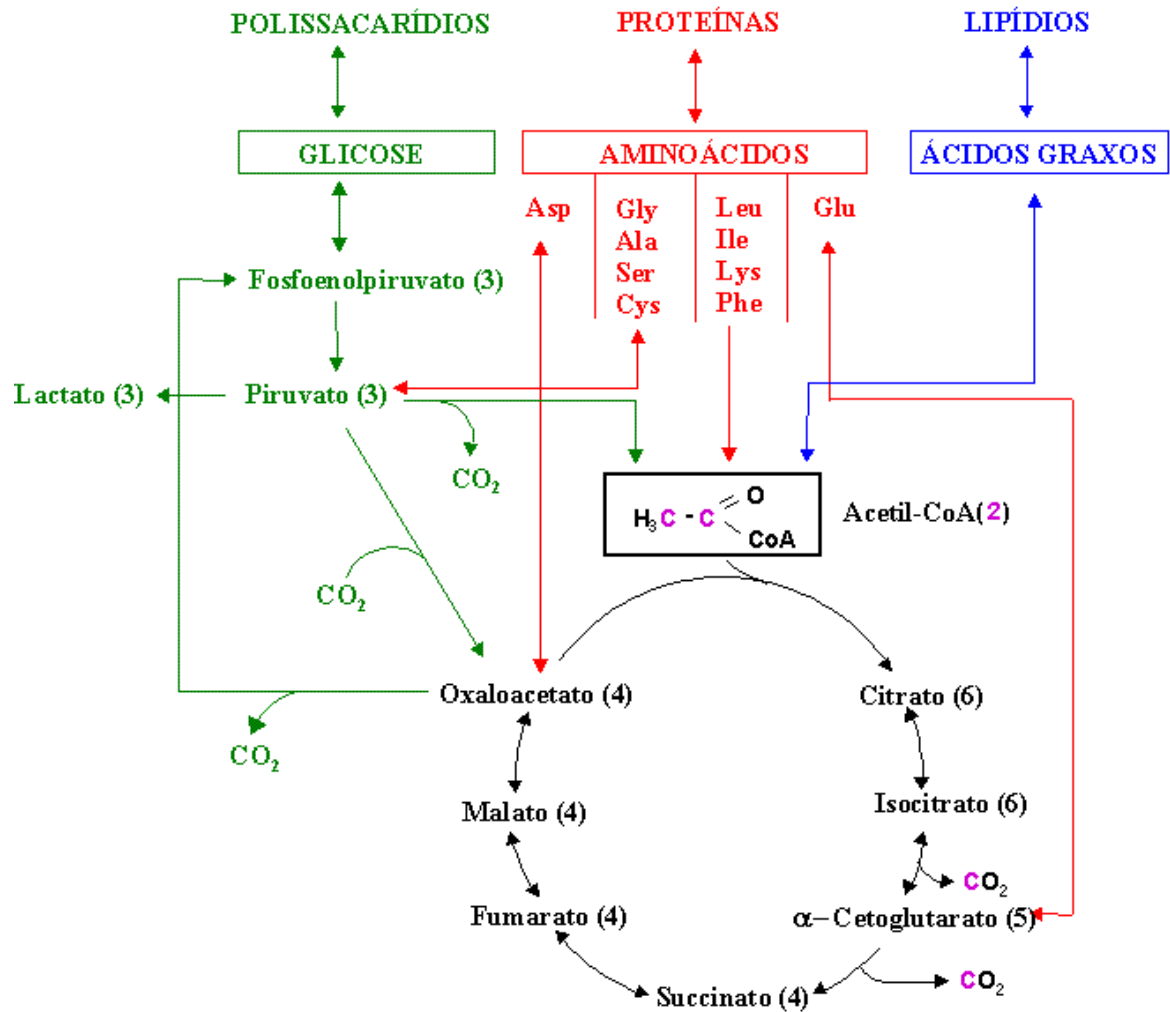 POLISSACARÍDIOS
PROTEÍNAS
LIPÍDIOS
GLICOSE
AMINOÁCIDOS
ÁCIDOS GRAXOS
Asp
Gly
Ala
Ser
Cys
Leu
Ile
Lys
Phe
Glu
Fosfoenolpiruvato (3)
Lactato (3)
Piruvato (3)
CO₂
H₃C - C
O
CoA
Acetil-CoA(2)
CO₂
Oxaloacetato (4)
Citrato (6)
CO₂
Malato (4)
Isocitrato (6)
CO₂
Fumarato (4)
α–Cetoglutarato (5)
CO₂
Succinato (4)